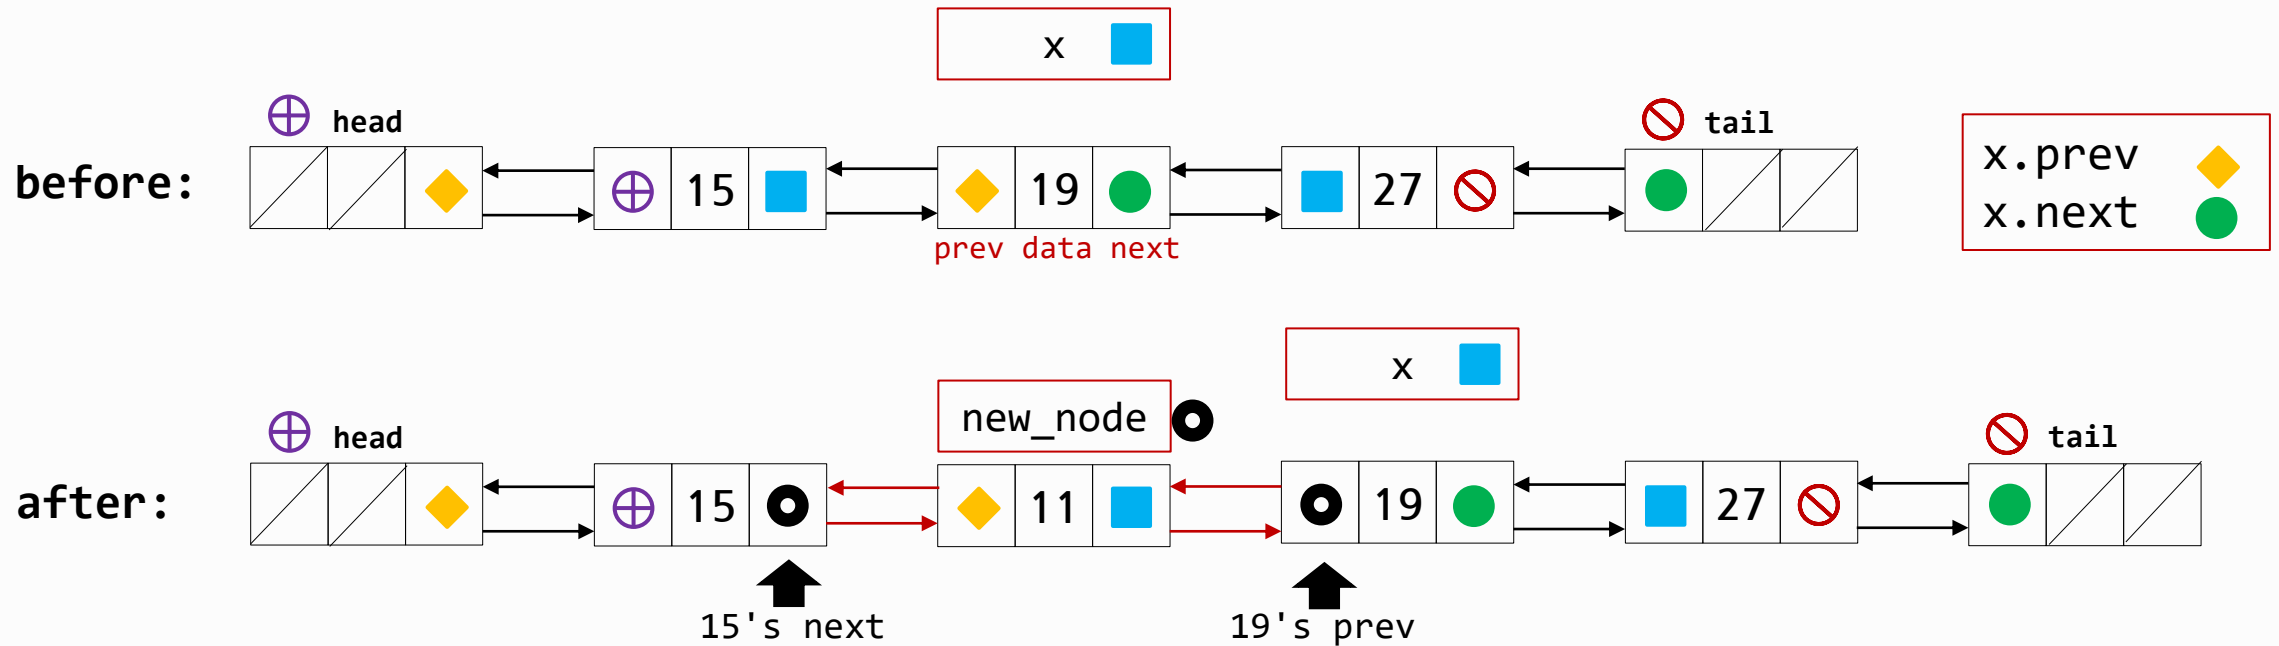 x
head
tail
before:
15
19
27
prev data next
x.prev
x.next
x
new_node
head
tail
after:
15
11
19
27
15's next
19's prev